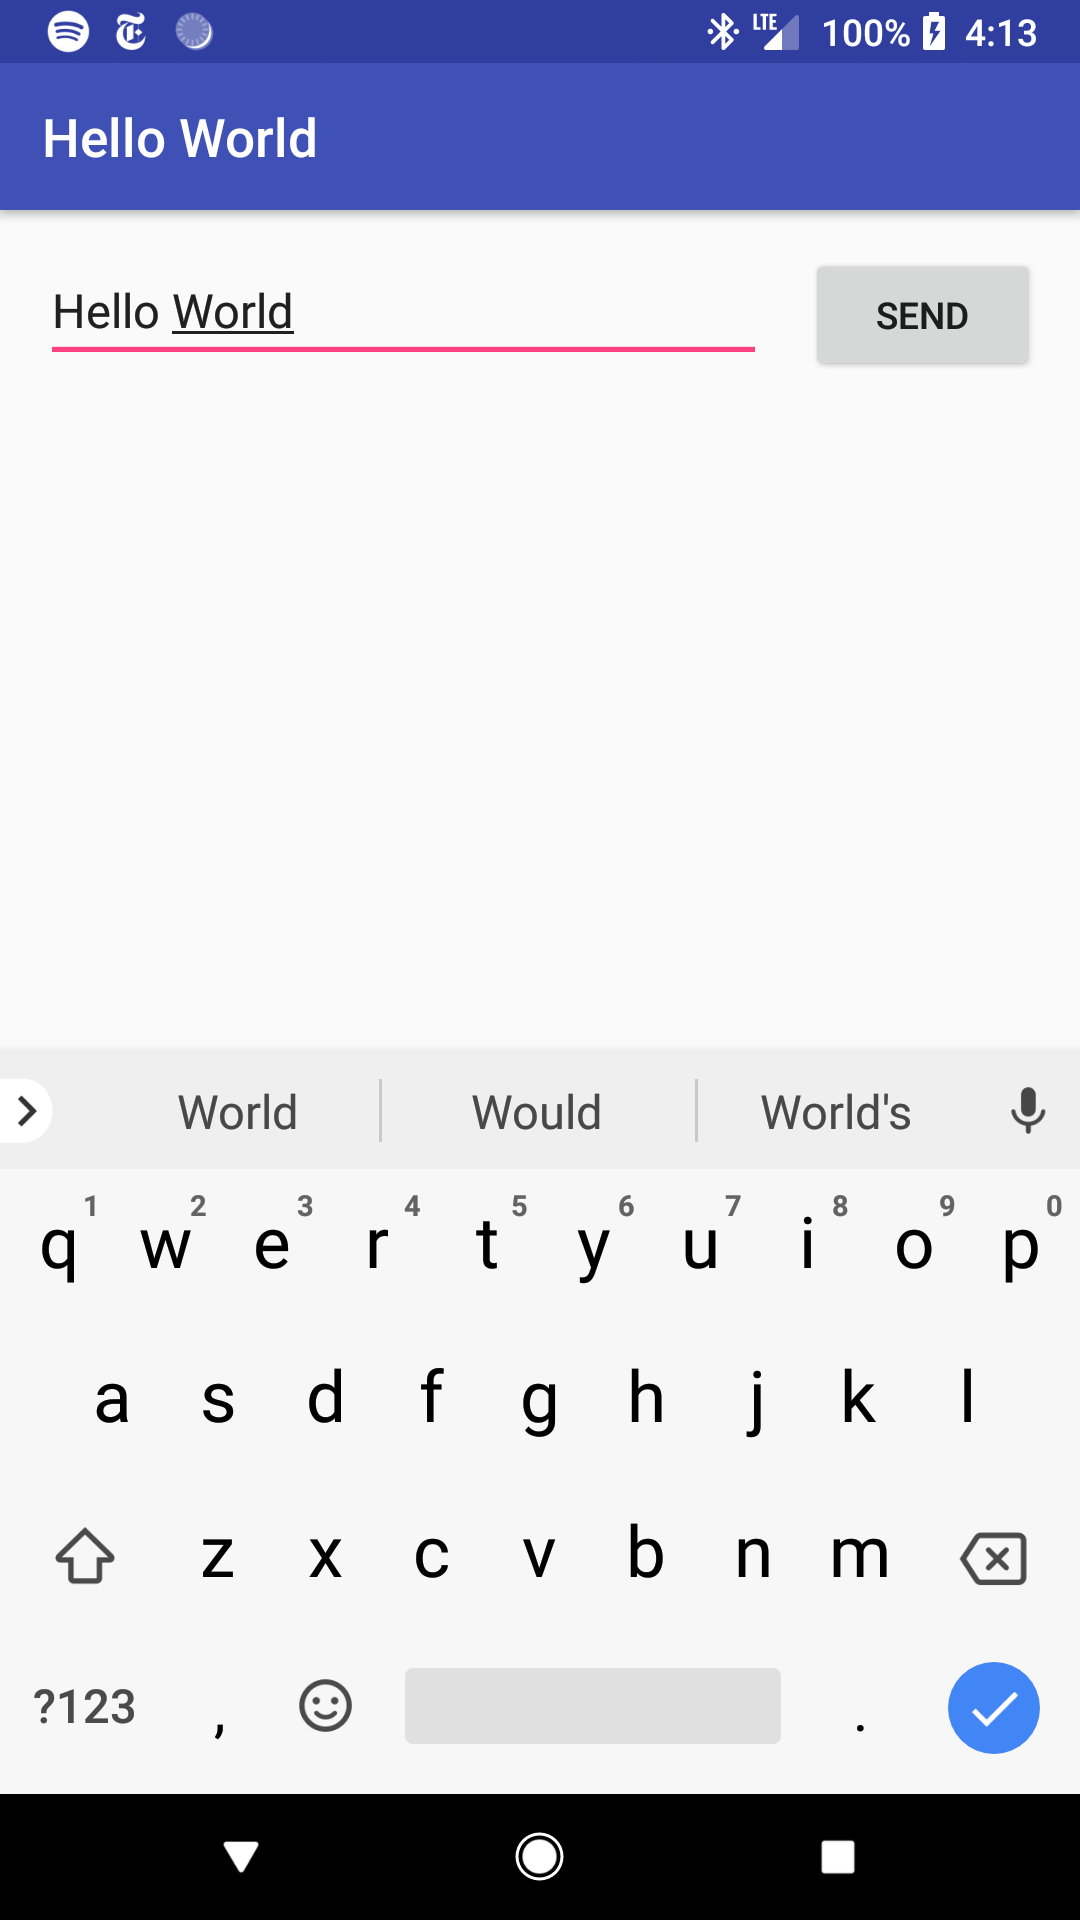 LTE 100% 4:13
Hello World
Hello World SEND
World Would World's
1 2 3 4 5 6 7 8 9 0
q w e r t y u i o p
a s d f g h j k l
z x c v b n m
?123 , .